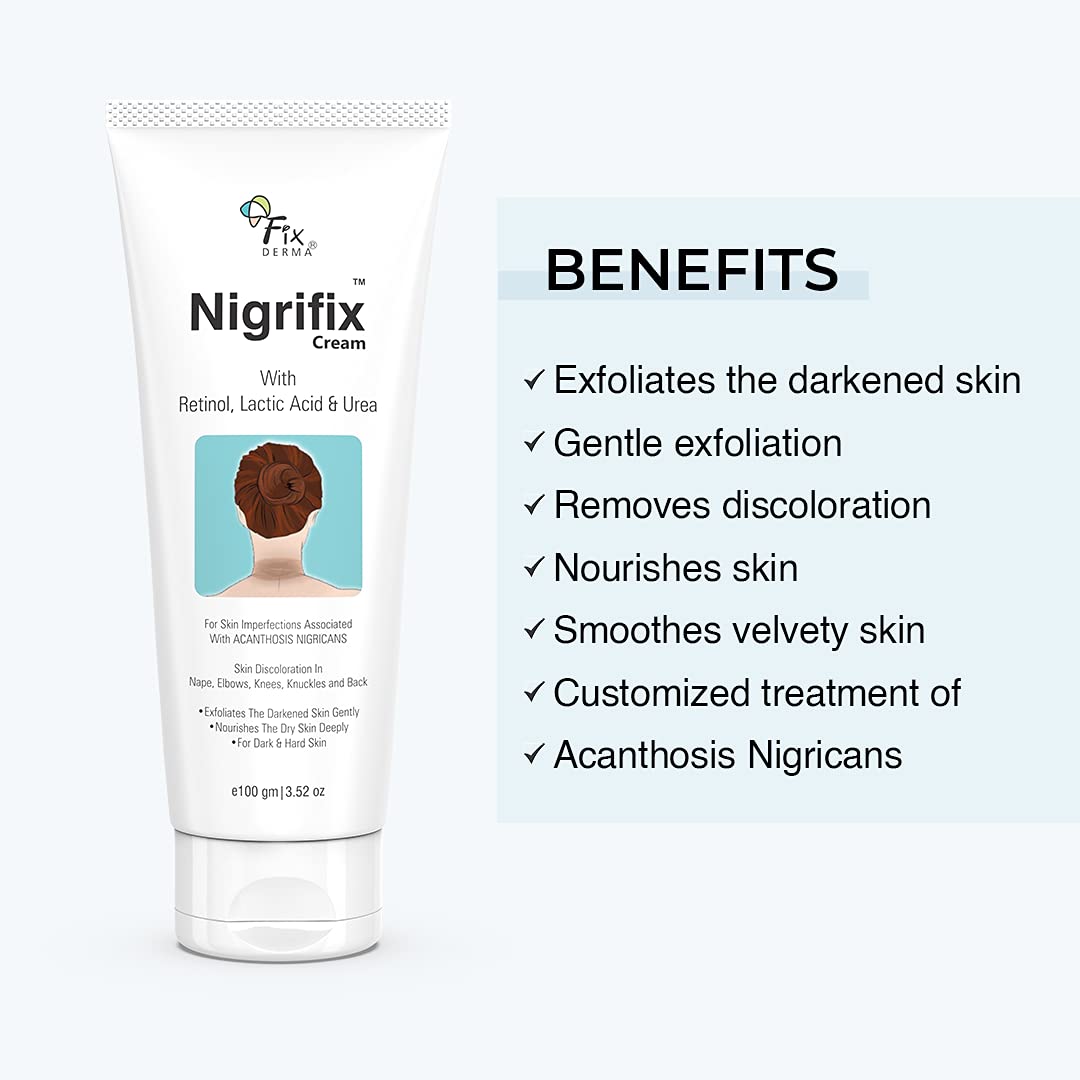 Fix
DERMA®
Nigrifix™
Cream
With
Retinol, Lactic Acid & Urea
For Skin Imperfections Associated
With ACANTHOSIS NIGRICANS
Skin Discoloration In
Nape, Elbows, Knees, Knuckles and Back
•Exfoliates The Darkened Skin Gently
•Nourishes The Dry Skin Deeply
•For Dark & Hard Skin
e100 gm|3.52 oz
BENEFITS
✓ Exfoliates the darkened skin
✓ Gentle exfoliation
✓ Removes discoloration
✓ Nourishes skin
✓ Smoothes velvety skin
✓ Customized treatment of
✓ Acanthosis Nigricans